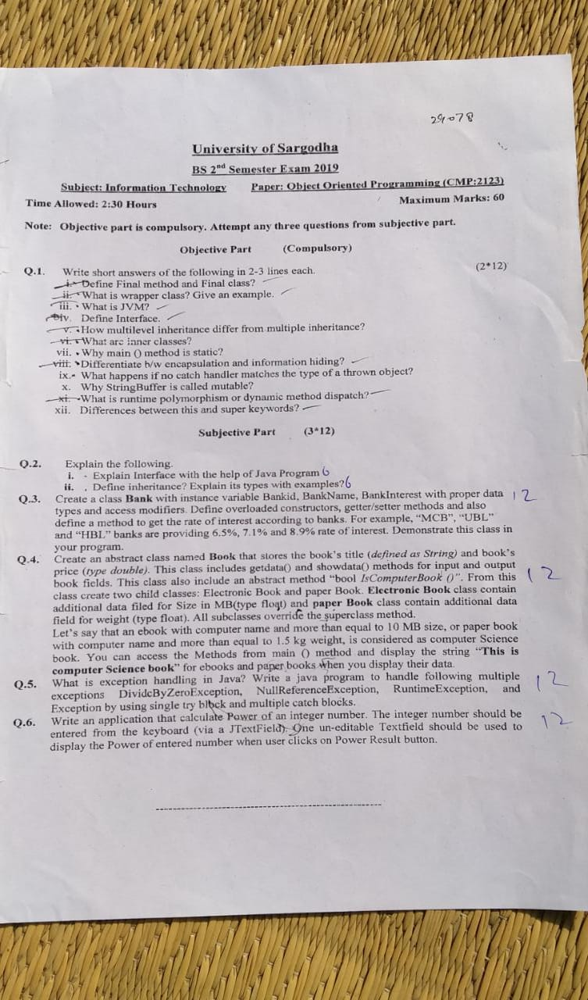 29078
University of Sargodha
BS 2nd Semester Exam 2019
Subject: Information Technology Paper: Object Oriented Programming (CMP:2123)
Time Allowed: 2:30 Hours Maximum Marks: 60
Note: Objective part is compulsory. Attempt any three questions from subjective part.
Objective Part (Compulsory)
Q.1. Write short answers of the following in 2-3 lines each. (2*12)
i. Define Final method and Final class?
ii. What is wrapper class? Give an example.
iii. What is JVM?
iv. Define Interface.
v. How multilevel inheritance differ from multiple inheritance?
vi. What are inner classes?
vii. Why main () method is static?
viii. Differentiate b/w encapsulation and information hiding?
ix. What happens if no catch handler matches the type of a thrown object?
x. Why StringBuffer is called mutable?
xi. What is runtime polymorphism or dynamic method dispatch?
xii. Differences between this and super keywords?
Subjective Part (3*12)
Q.2. Explain the following.
i. Explain Interface with the help of Java Program 6
ii. Define inheritance? Explain its types with examples? 6
Q.3. Create a class Bank with instance variable Bankid, BankName, BankInterest with proper data 12
types and access modifiers. Define overloaded constructors, getter/setter methods and also
define a method to get the rate of interest according to banks. For example, “MCB”, “UBL”
and “HBL” banks are providing 6.5%, 7.1% and 8.9% rate of interest. Demonstrate this class in
your program.
Q.4. Create an abstract class named Book that stores the book’s title (defined as String) and book’s
price (type double). This class includes getdata() and showdata() methods for input and output
book fields. This class also include an abstract method “bool IsComputerBook ()”. From this 12
class create two child classes: Electronic Book and paper Book. Electronic Book class contain
additional data filed for Size in MB(type float) and paper Book class contain additional data
field for weight (type float). All subclasses override the superclass method.
Let’s say that an ebook with computer name and more than equal to 10 MB size, or paper book
with computer name and more than equal to 1.5 kg weight, is considered as computer Science
book. You can access the Methods from main () method and display the string “This is
computer Science book” for ebooks and paper books when you display their data.
Q.5. What is exception handling in Java? Write a java program to handle following multiple 12
exceptions DivideByZeroException, NullReferenceException, RuntimeException, and
Exception by using single try block and multiple catch blocks.
Q.6. Write an application that calculate Power of an integer number. The integer number should be 12
entered from the keyboard (via a JTextField). One un-editable Textfield should be used to
display the Power of entered number when user clicks on Power Result button.